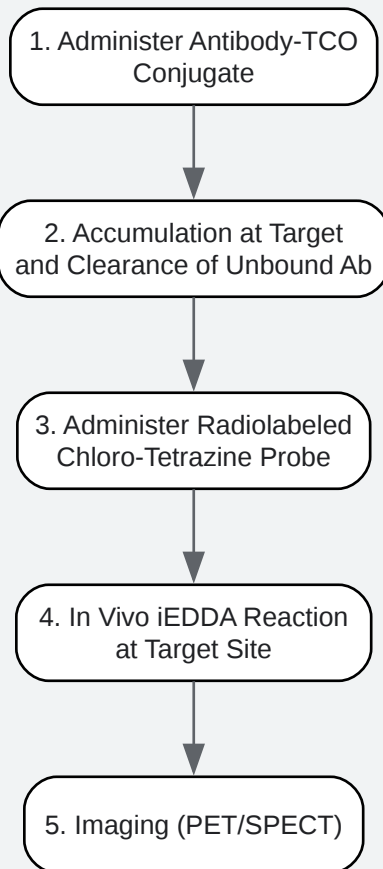 1. Administer Antibody-TCO
Conjugate
2. Accumulation at Target
and Clearance of Unbound Ab
3. Administer Radiolabeled
Chloro-Tetrazine Probe
4. In Vivo iEDDA Reaction
at Target Site
5. Imaging (PET/SPECT)